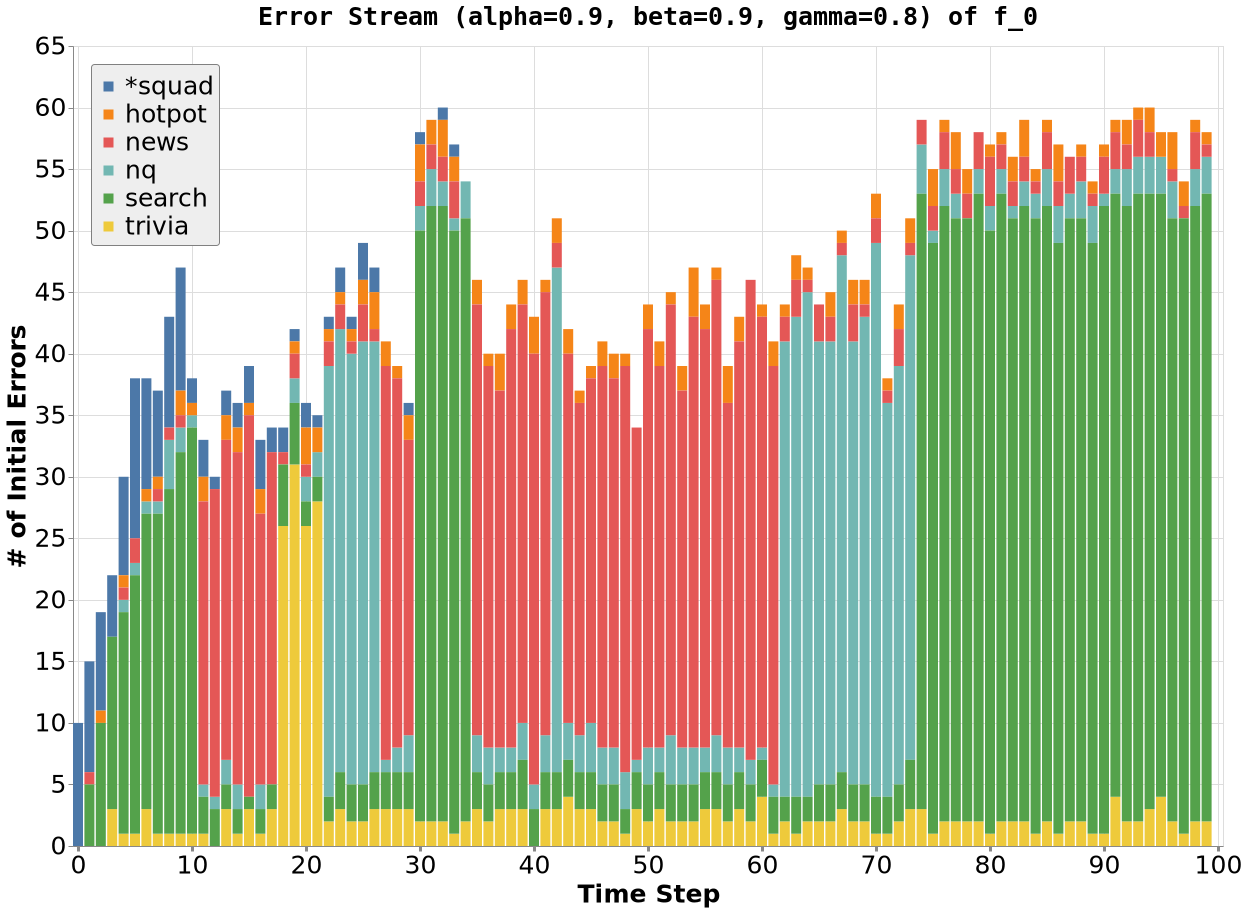 Error Stream (alpha=0.9, beta=0.9, gamma=0.8) of f_0
65
60
55
50
45
40
35
30
25
20
15
10
5
0
# of Initial Errors
*squad
hotpot
news
nq
search
trivia
0 10 20 30 40 50 60 70 80 90 100
Time Step